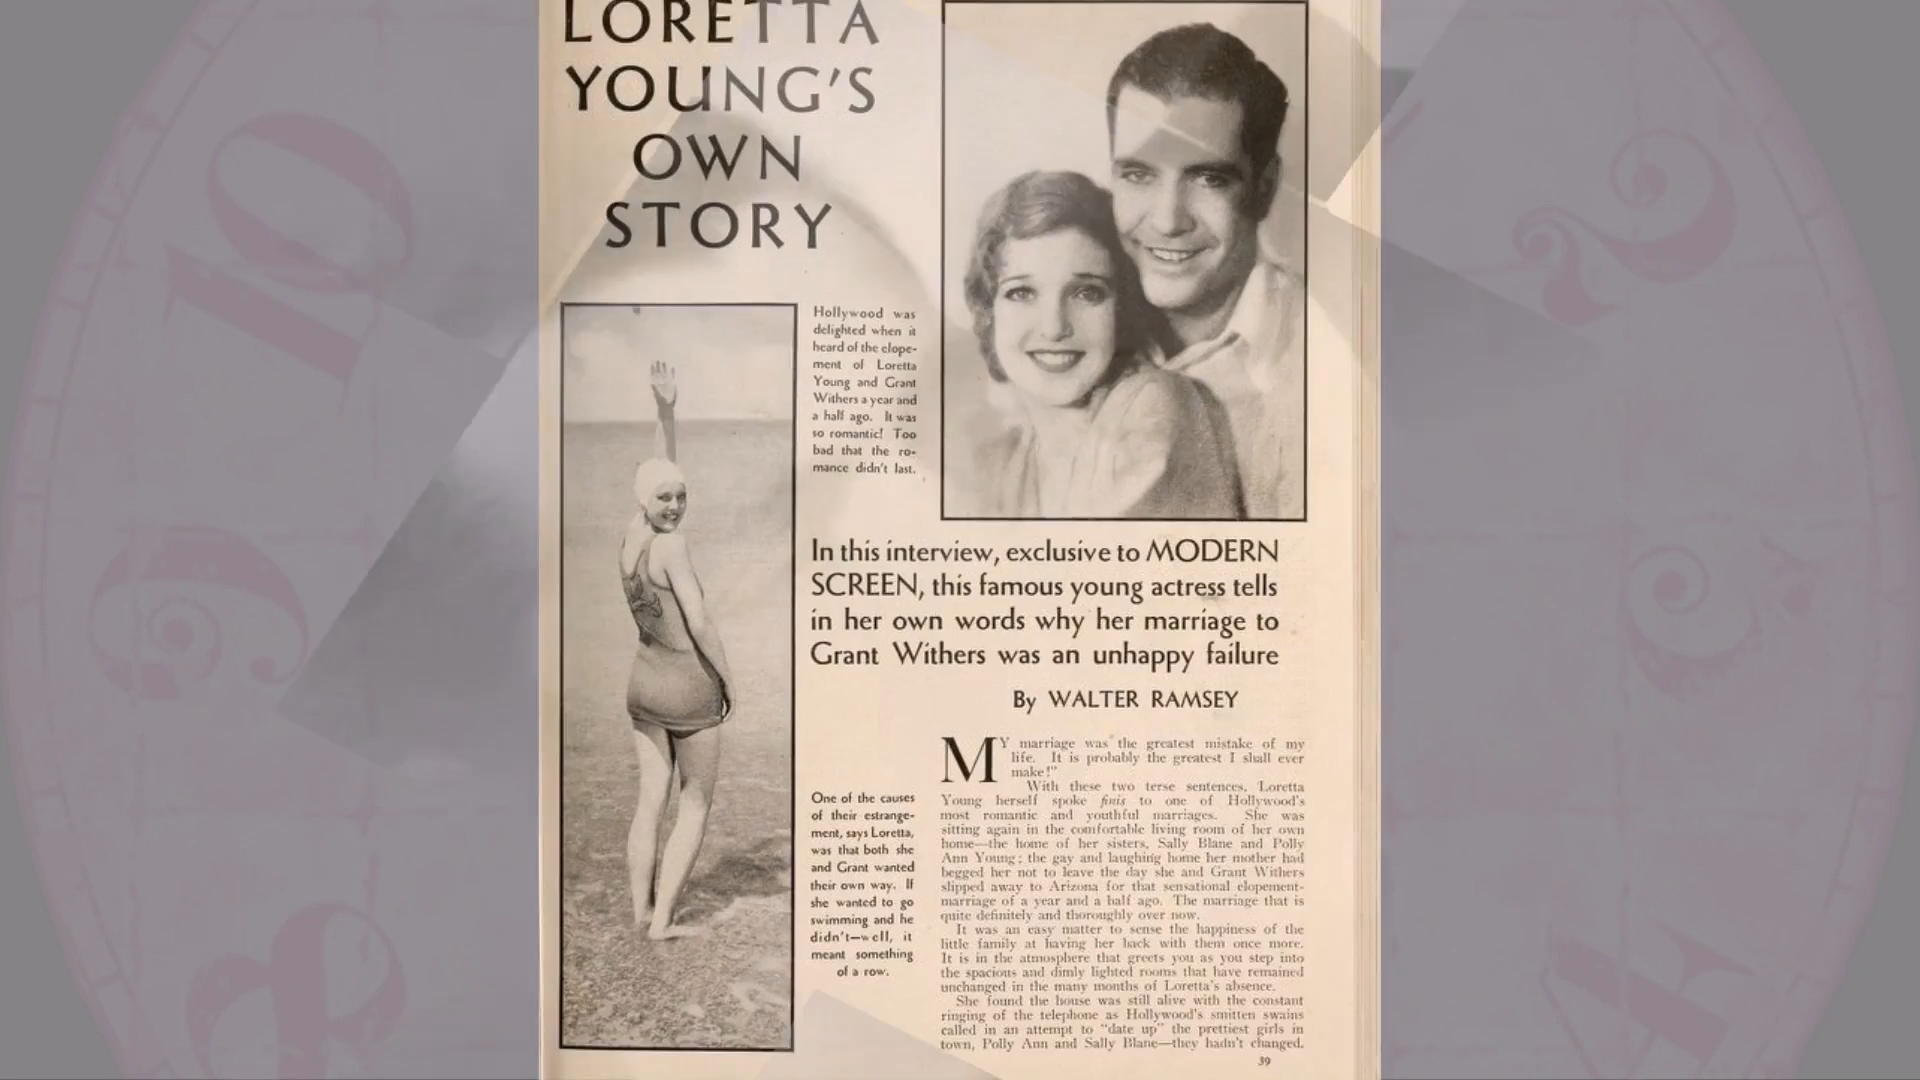 LORETTA
YOUNG'S
OWN
STORY
Hollywood was
delighted when it
heard of the elope-
ment of Loretta
Young and Grant
Withers a year and
a half ago. It was
so romantic! Too
bad that the ro-
mance didn't last.
In this interview, exclusive to MODERN
SCREEN, this famous young actress tells
in her own words why her marriage to
Grant Withers was an unhappy failure
By WALTER RAMSEY
One of the causes
of their estrange-
ment, says Loretta,
was that both she
and Grant wanted
their own way. If
she wanted to go
swimming and he
didn't—well, it
meant something
of a row.
MY marriage was the greatest mistake of my
life. It is probably the greatest I shall ever
make!"
With these two terse sentences, Loretta
Young herself spoke finis to one of Hollywood's
most romantic and youthful marriages. She was
sitting again in the comfortable living room of her own
home—the home of her sisters, Sally Blane and Polly
Ann Young; the gay and laughing home her mother had
begged her not to leave the day she and Grant Withers
slipped away to Arizona for that sensational elopement-
marriage of a year and a half ago. The marriage that is
quite definitely and thoroughly over now.
It was an easy matter to sense the happiness of the
little family at having her back with them once more.
It is in the atmosphere that greets you as you step into
the spacious and dimly lighted rooms that have remained
unchanged in the many months of Loretta's absence.
She found the house was still alive with the constant
ringing of the telephone as Hollywood's smitten swains
called in an attempt to "date up" the prettiest girls in
town, Polly Ann and Sally Blane—they hadn't changed.
39
10
2
9
3
8
4